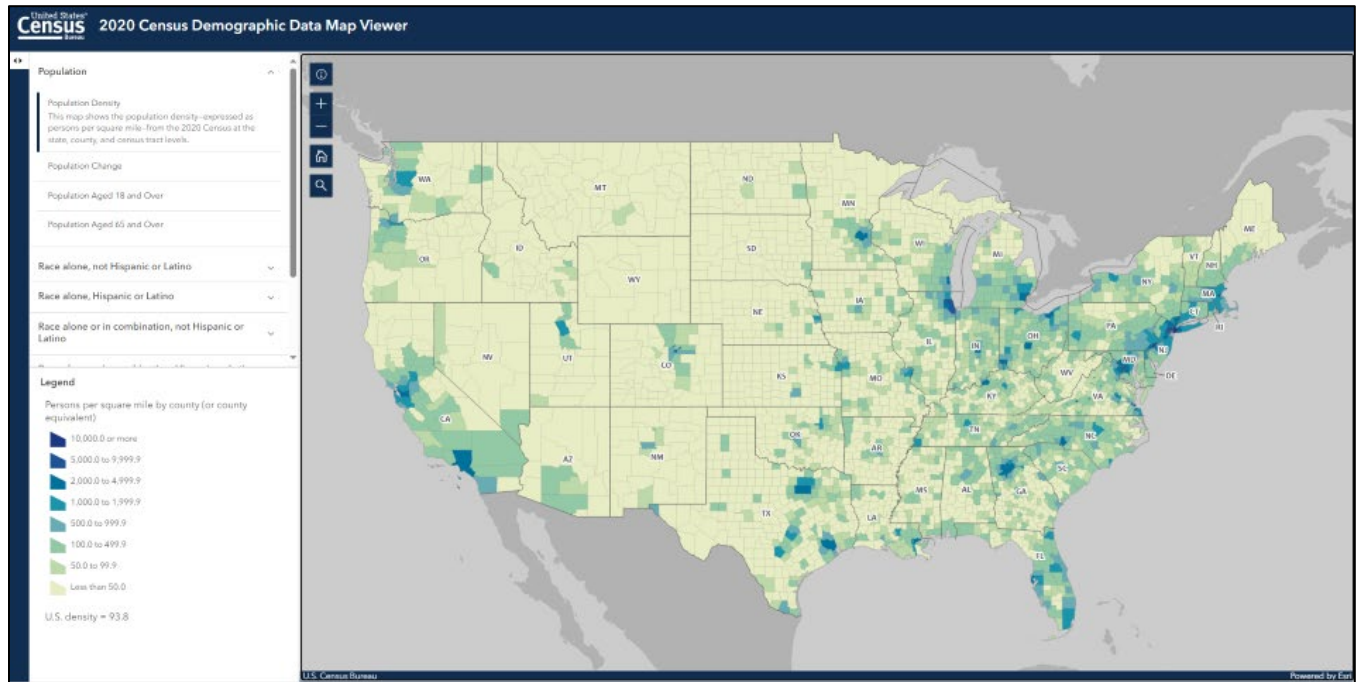 United States®
Census
Bureau
2020 Census Demographic Data Map Viewer
Population
Population Density
This map shows the population density–expressed as
persons per square mile–from the 2020 Census at the
state, county, and census tract levels.
Population Change
Population Aged 18 and Over
Population Aged 65 and Over
Race alone, not Hispanic or Latino
Race alone, Hispanic or Latino
Race alone or in combination, not Hispanic or
Latino
Legend
Persons per square mile by county (or county
equivalent)
10,000.0 or more
5,000.0 to 9,999.9
2,000.0 to 4,999.9
1,000.0 to 1,999.9
500.0 to 999.9
100.0 to 499.9
50.0 to 99.9
Less than 50.0
U.S. density = 93.8
WA
MT
ND
MN
ME
OR
ID
SD
WI
MI
VT
NH
NY
MA
WY
IA
CT
RI
NE
PA
NJ
NV
UT
CO
IL
IN
OH
MD
DE
CA
KS
MO
WV
VA
KY
AZ
NM
OK
AR
TN
NC
SC
TX
LA
MS
AL
GA
FL
U.S. Census Bureau
Powered by Esri